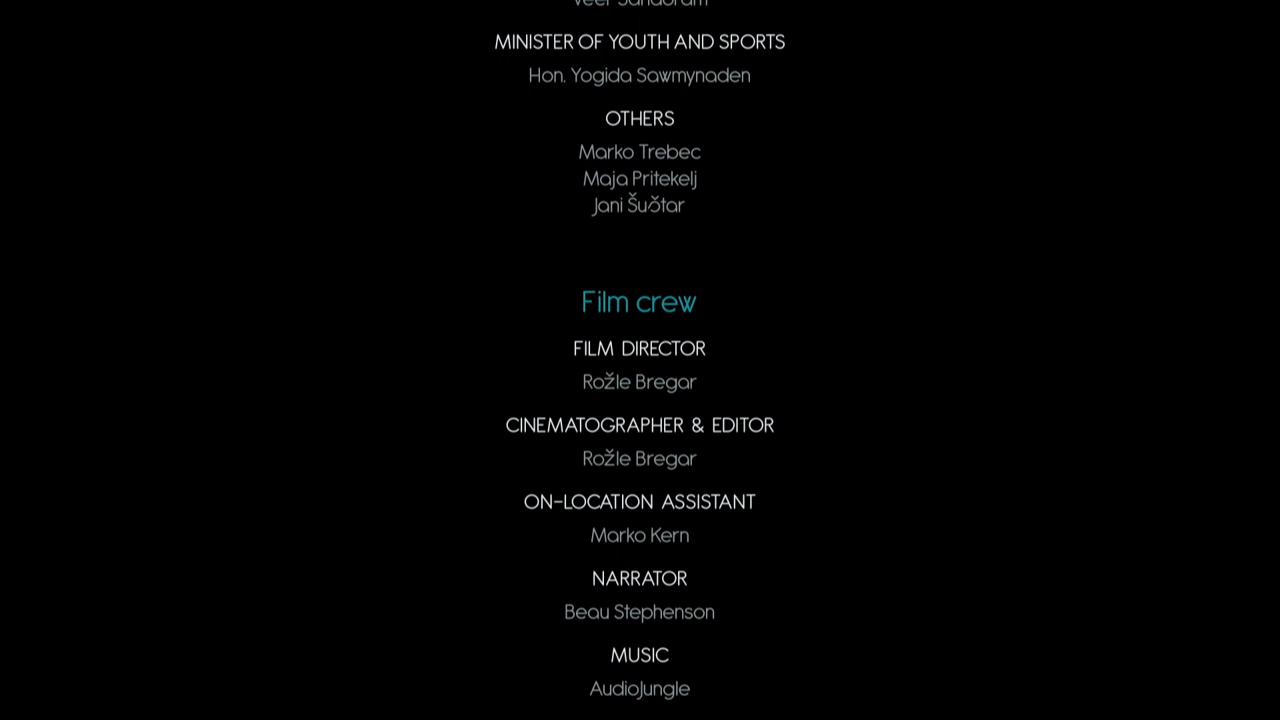 MINISTER OF YOUTH AND SPORTS
Hon. Yogida Sawmynaden
OTHERS
Marko Trebec
Maja Pritekelj
Jani Šuštar
Film crew
FILM DIRECTOR
Rožle Bregar
CINEMATOGRAPHER & EDITOR
Rožle Bregar
ON-LOCATION ASSISTANT
Marko Kern
NARRATOR
Beau Stephenson
MUSIC
AudioJungle